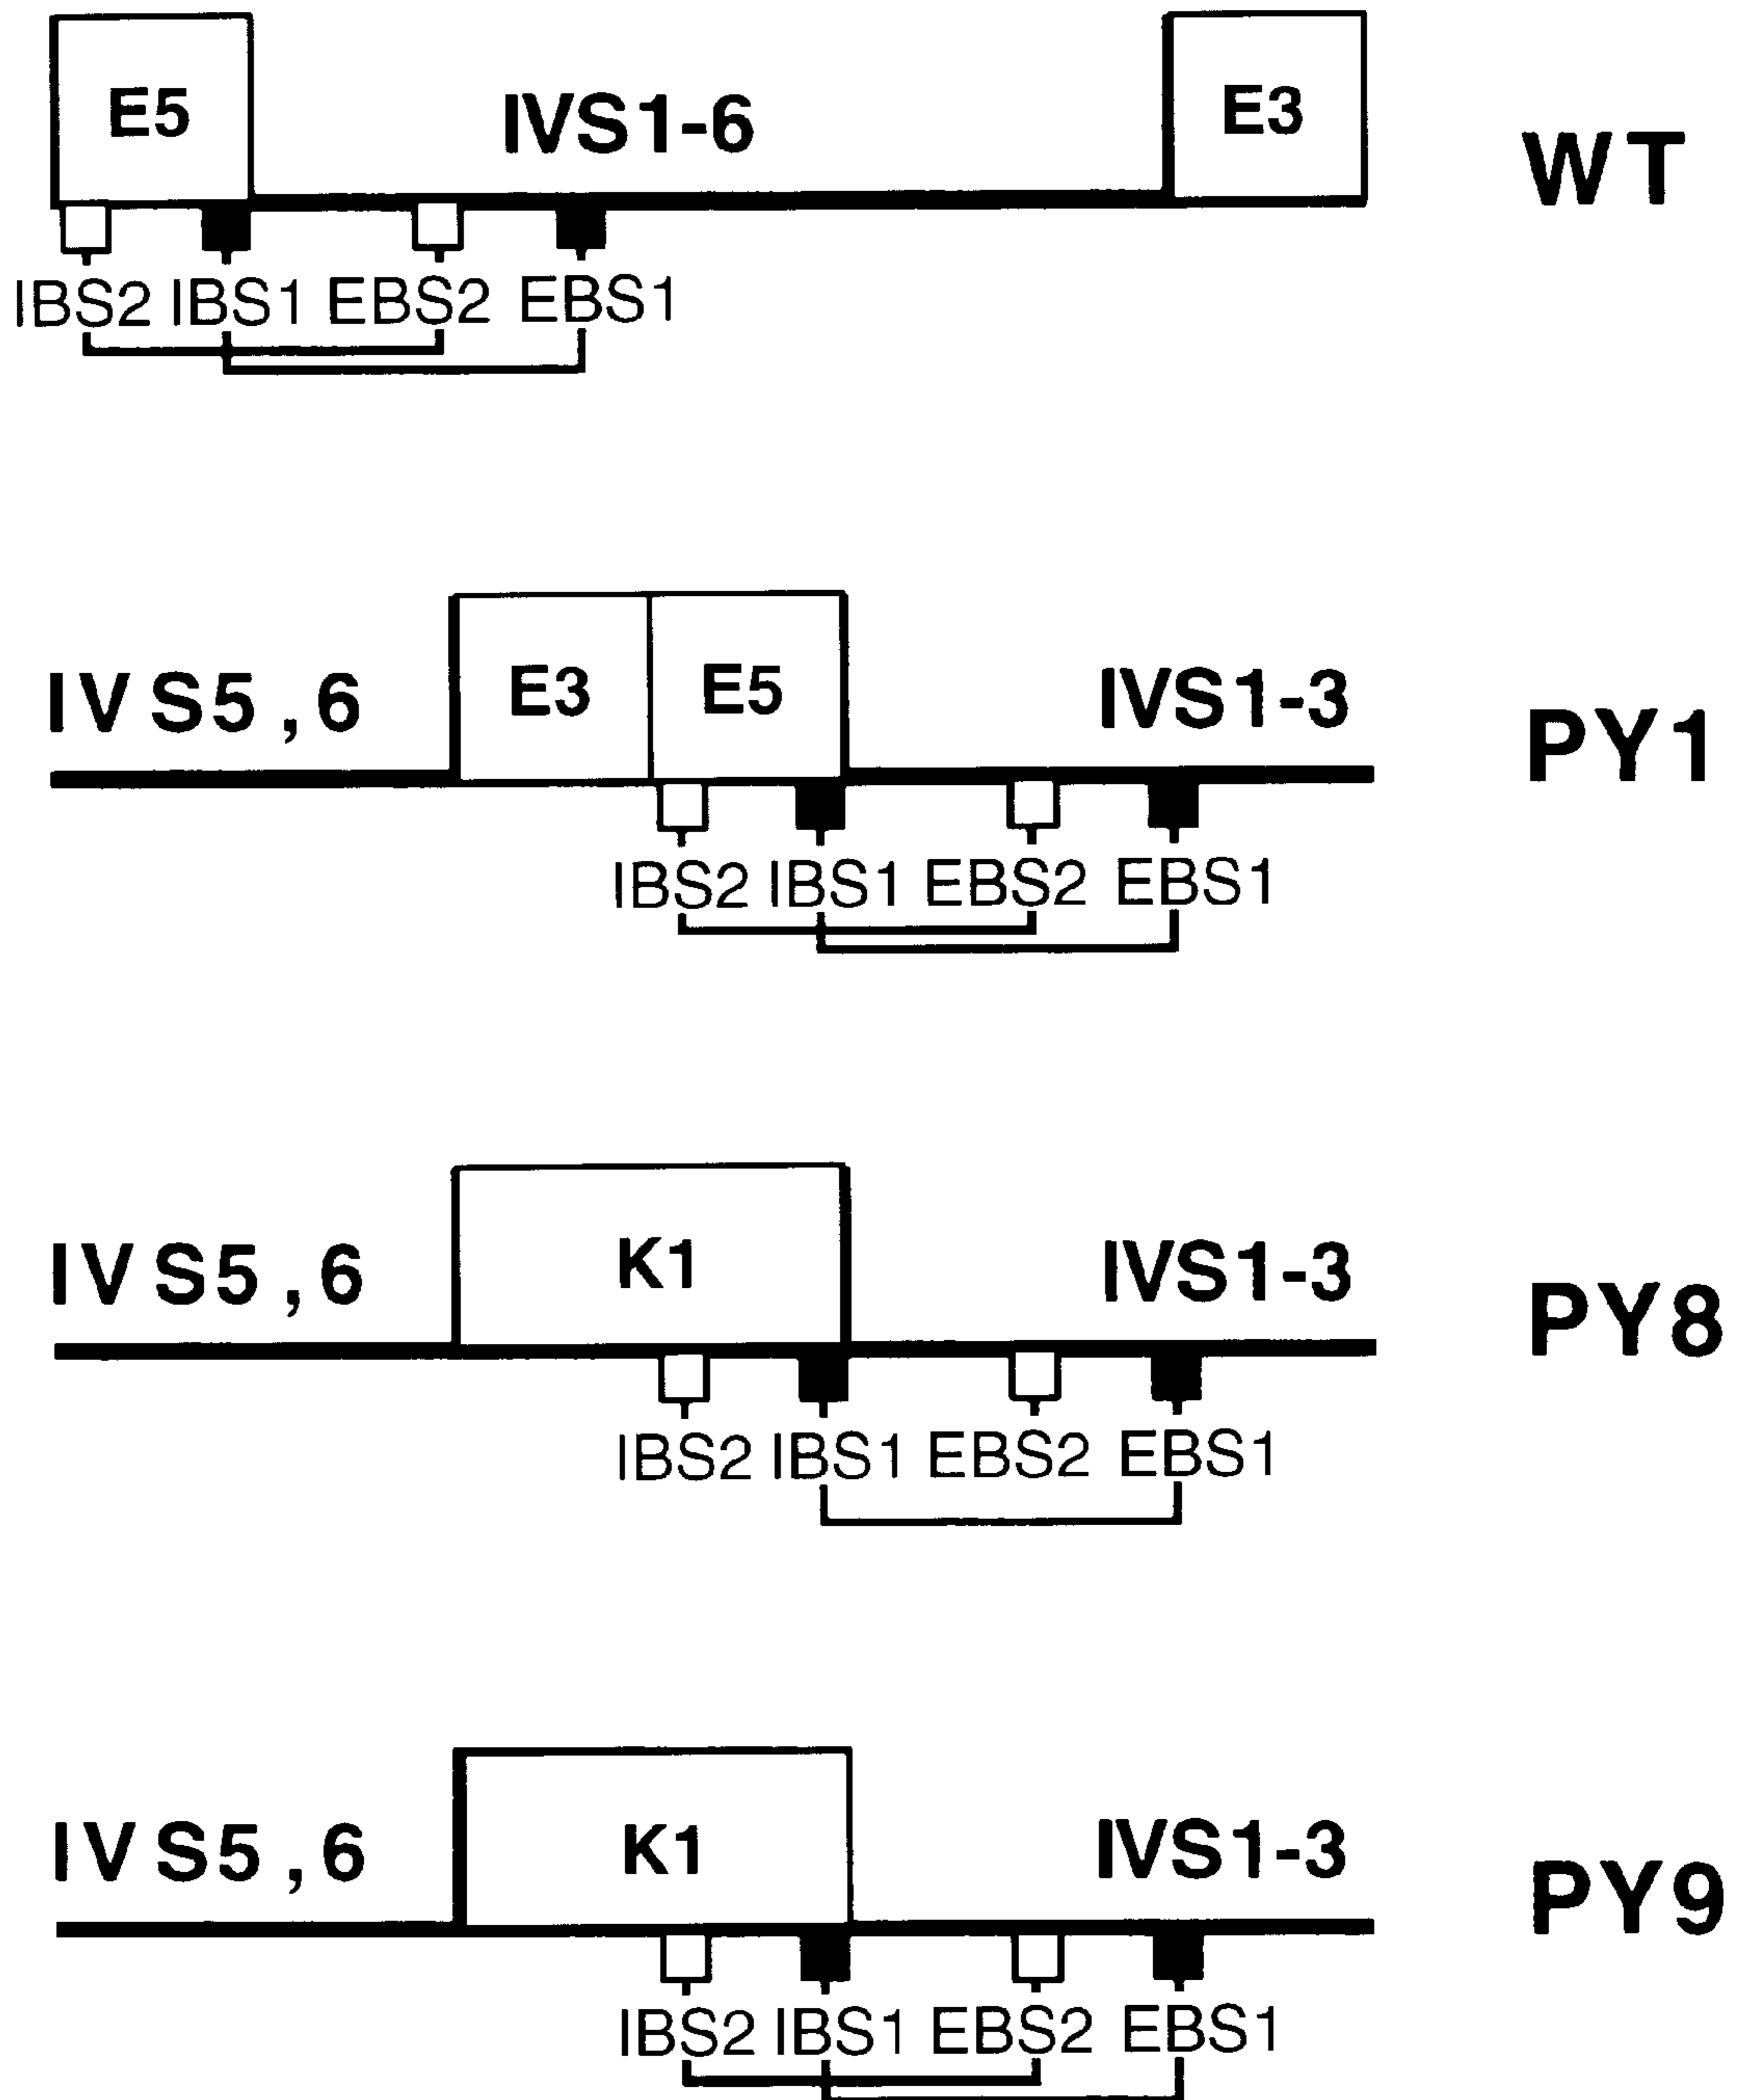 E5 IVS1-6 E3 WT
IBS2 IBS1 EBS2 EBS1
IVS5,6 E3 E5 IVS1-3 PY1
IBS2 IBS1 EBS2 EBS1
IVS5,6 K1 IVS1-3 PY8
IBS2 IBS1 EBS2 EBS1
IVS5,6 K1 IVS1-3 PY9
IBS2 IBS1 EBS2 EBS1